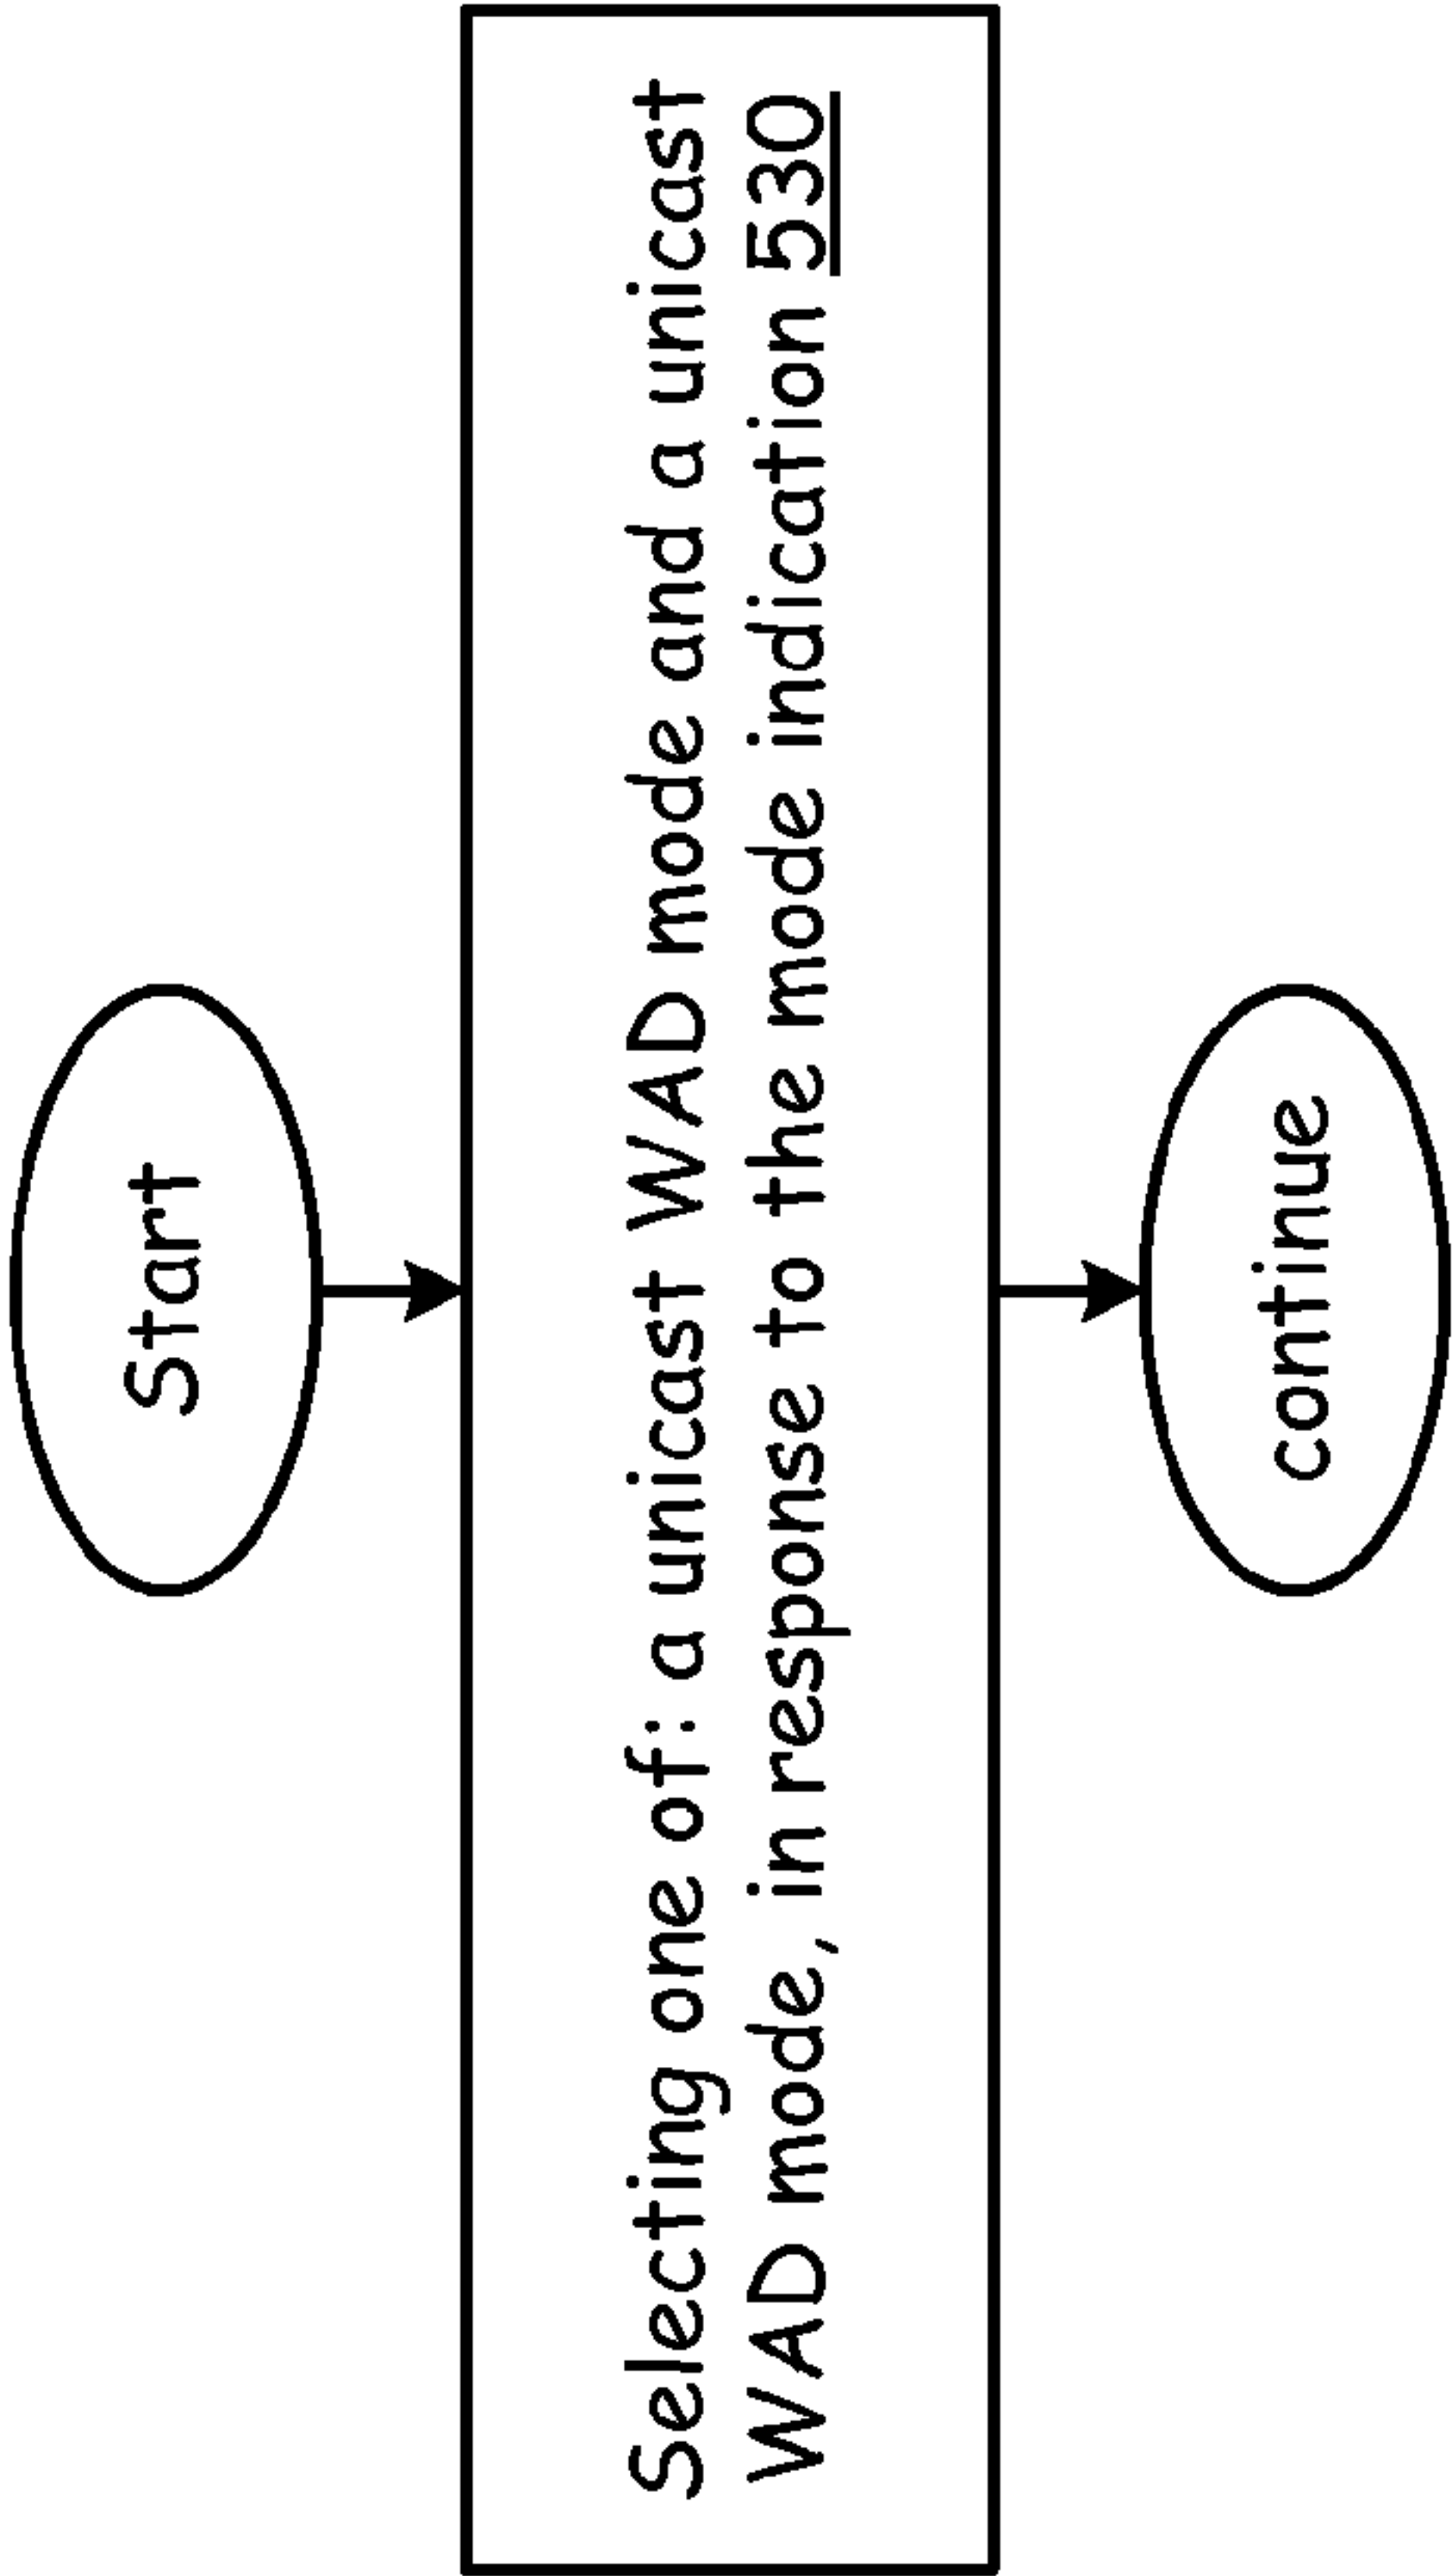 Start
Selecting one of: a unicast WAD mode and a unicast
WAD mode, in response to the mode indication 530
continue